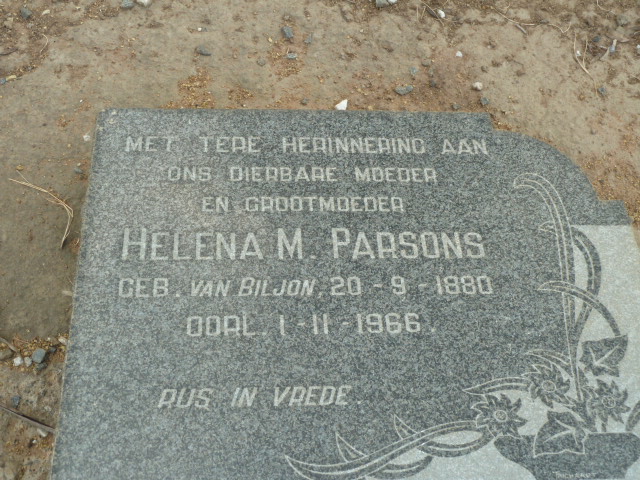 MET TERE HERINNERING AAN
ONS DIERBARE MOEDER
EN GROOTMOEDER
HELENA M. PARSONS
GEB. VAN BILJON, 20-9-1880
OORL. 1-11-1966.
RUS IN VREDE.